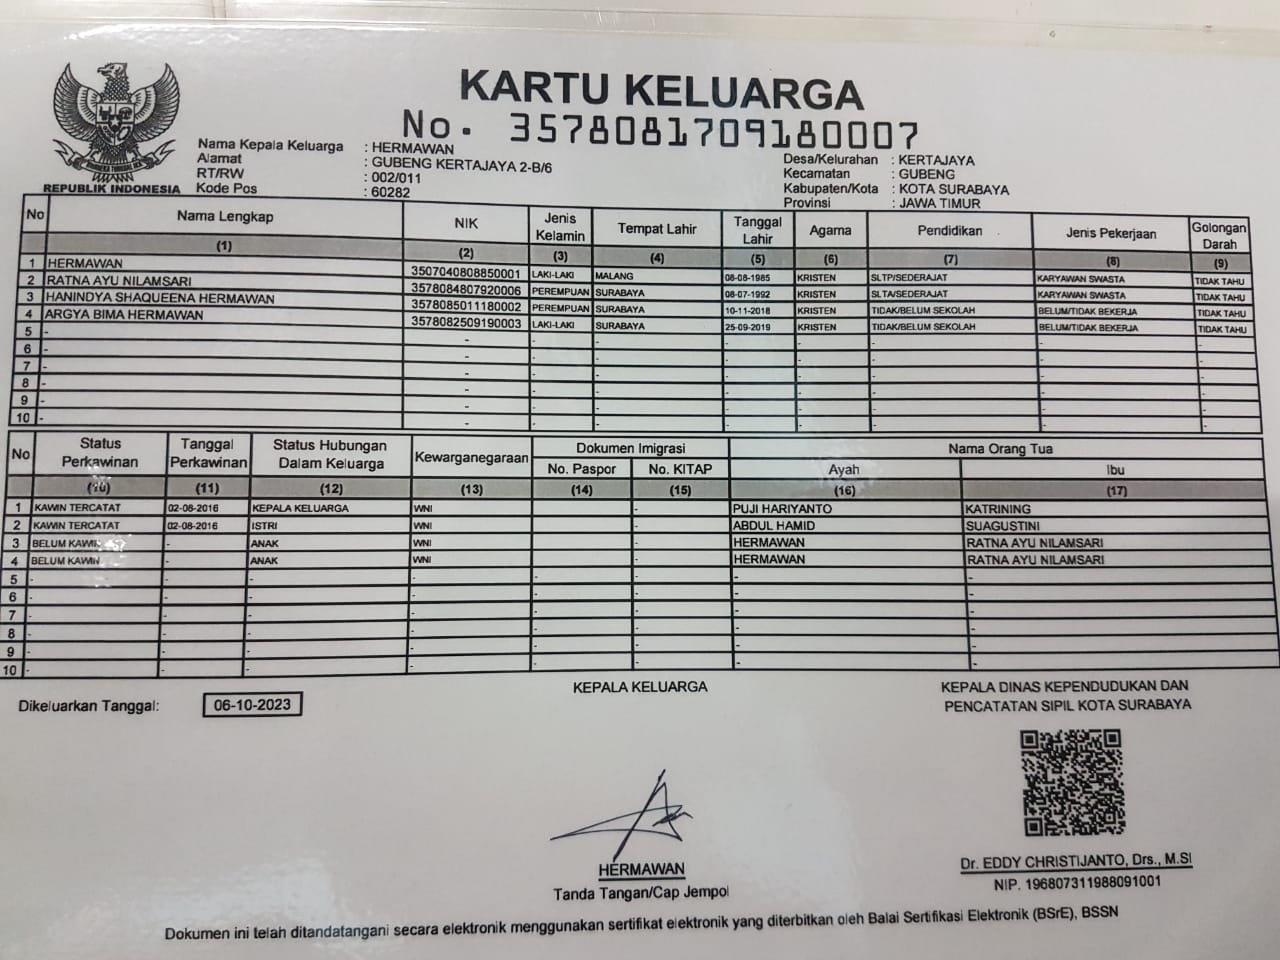 KARTU KELUARGA
No. 3578081709180007
REPUBLIK INDONESIA
Nama Kepala Keluarga : HERMAWAN
Alamat : GUBENG KERTAJAYA 2-B/6
RT/RW : 002/011
Kode Pos : 60282
Desa/Kelurahan : KERTAJAYA
Kecamatan : GUBENG
Kabupaten/Kota : KOTA SURABAYA
Provinsi : JAWA TIMUR
No Nama Lengkap NIK Jenis Kelamin Tempat Lahir Tanggal Lahir Agama Pendidikan Jenis Pekerjaan Golongan Darah
(1) (2) (3) (4) (5) (6) (7) (8) (9)
1 HERMAWAN 3507040808850001 LAKI-LAKI MALANG 08-08-1985 KRISTEN SLTP/SEDERAJAT KARYAWAN SWASTA TIDAK TAHU
2 RATNA AYU NILAMSARI 3578084807920006 PEREMPUAN SURABAYA 08-07-1992 KRISTEN SLTA/SEDERAJAT KARYAWAN SWASTA TIDAK TAHU
3 HANINDYA SHAQUEENA HERMAWAN 3578085011180002 PEREMPUAN SURABAYA 10-11-2018 KRISTEN TIDAK/BELUM SEKOLAH BELUM/TIDAK BEKERJA TIDAK TAHU
4 ARGYA BIMA HERMAWAN 3578082509190003 LAKI-LAKI SURABAYA 25-09-2019 KRISTEN TIDAK/BELUM SEKOLAH BELUM/TIDAK BEKERJA TIDAK TAHU
5 - - - - - - - - -
6 - - - - - - - - -
7 - - - - - - - - -
8 - - - - - - - - -
9 - - - - - - - - -
10 - - - - - - - - -
No Status Perkawinan Tanggal Perkawinan Status Hubungan Dalam Keluarga Kewarganegaraan Dokumen Imigrasi Nama Orang Tua
No. Paspor No. KITAP Ayah Ibu
(10) (11) (12) (13) (14) (15) (16) (17)
1 KAWIN TERCATAT 02-08-2016 KEPALA KELUARGA WNI - PUJI HARIYANTO KATRINING
2 KAWIN TERCATAT 02-08-2016 ISTRI WNI - ABDUL HAMID SUAGUSTINI
3 BELUM KAWIN - ANAK WNI - HERMAWAN RATNA AYU NILAMSARI
4 BELUM KAWIN - ANAK WNI - HERMAWAN RATNA AYU NILAMSARI
5 - - - - - - - -
6 - - - - - - - -
7 - - - - - - - -
8 - - - - - - - -
9 - - - - - - - -
10 - - - - - - - -
Dikeluarkan Tanggal: 06-10-2023
KEPALA KELUARGA
HERMAWAN
Tanda Tangan/Cap Jempol
KEPALA DINAS KEPENDUDUKAN DAN
PENCATATAN SIPIL KOTA SURABAYA
Dr. EDDY CHRISTIJANTO, Drs., M.SI
NIP. 196807311988091001
Dokumen ini telah ditandatangani secara elektronik menggunakan sertifikat elektronik yang diterbitkan oleh Balai Sertifikasi Elektronik (BSrE), BSSN